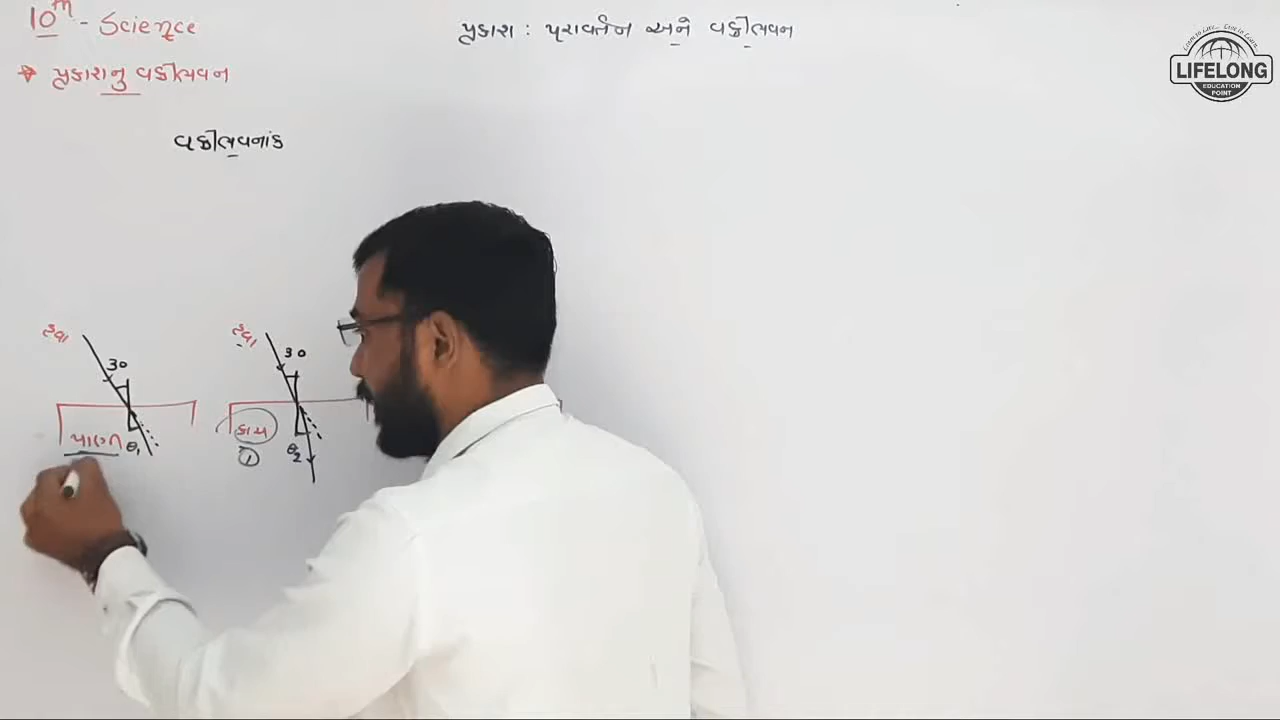 10th - Science
પ્રકાશ : પરાવર્તન અને વક્રીભવન
* પ્રકાશનુ વક્રીભવન
વક્રીભવનાંક
હવા
30
પાણી
θ1
હવા
30
કાચ
θ2
1
LIFELONG
EDUCATION
POINT